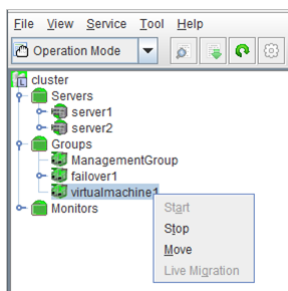 File View Service Tool Help
Operation Mode
cluster
Servers
server1
server2
Groups
ManagementGroup
failover1
virtualmachine1
Monitors
Start
Stop
Move
Live Migration